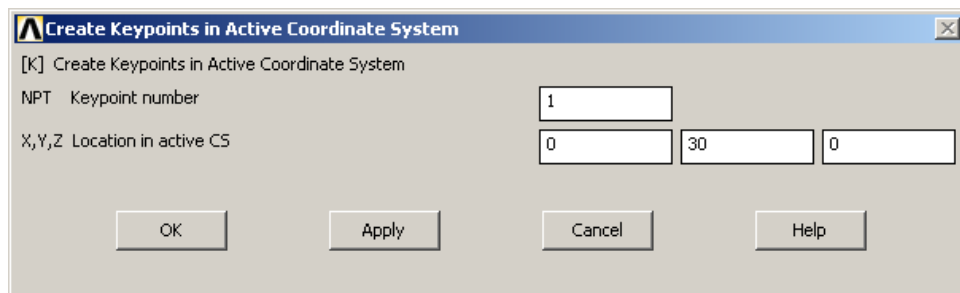 Create Keypoints in Active Coordinate System
[K] Create Keypoints in Active Coordinate System
NPT Keypoint number 1
X,Y,Z Location in active CS 0 30 0
OK Apply Cancel Help